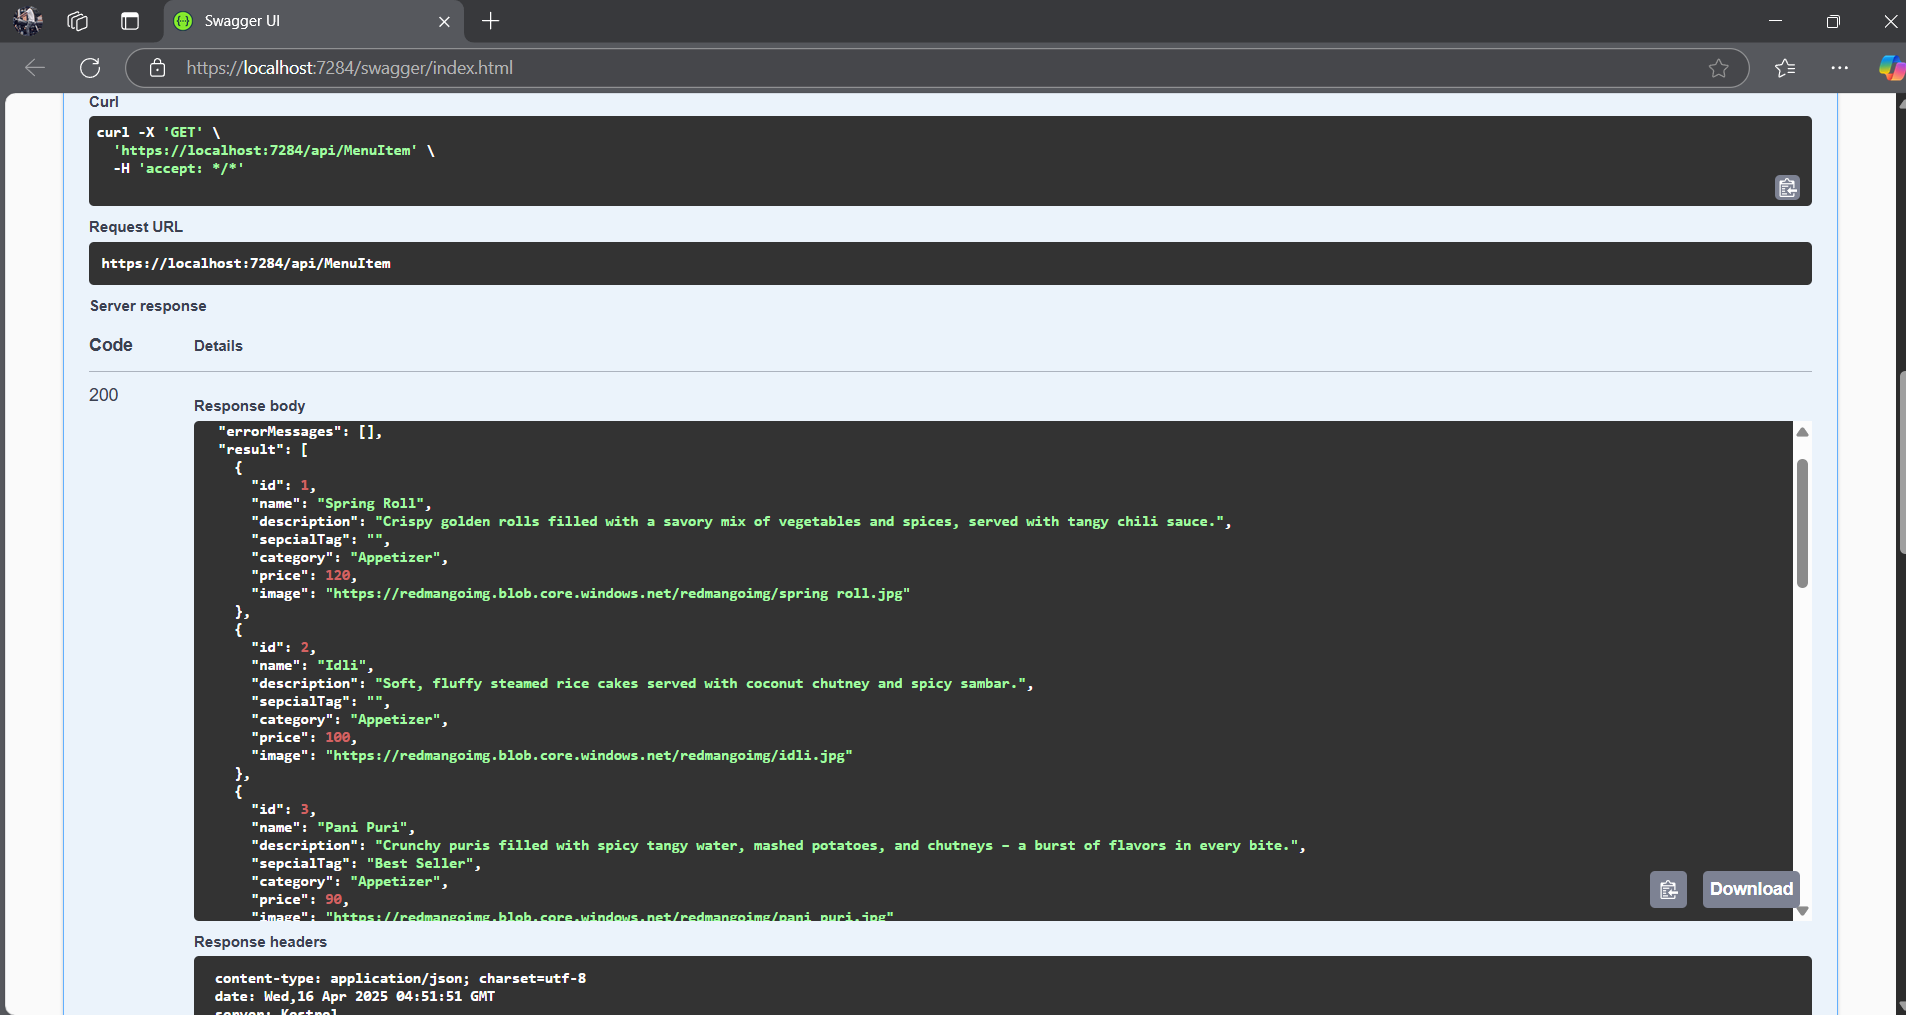 Swagger UI
https://localhost:7284/swagger/index.html
Curl
curl -X 'GET' \
  'https://localhost:7284/api/MenuItem' \
  -H 'accept: */*'
Request URL
https://localhost:7284/api/MenuItem
Server response
Code Details
200
Response body
"errorMessages": [],
"result": [
  {
    "id": 1,
    "name": "Spring Roll",
    "description": "Crispy golden rolls filled with a savory mix of vegetables and spices, served with tangy chili sauce.",
    "sepcialTag": "",
    "category": "Appetizer",
    "price": 120,
    "image": "https://redmangoimg.blob.core.windows.net/redmangoimg/spring roll.jpg"
  },
  {
    "id": 2,
    "name": "Idli",
    "description": "Soft, fluffy steamed rice cakes served with coconut chutney and spicy sambar.",
    "sepcialTag": "",
    "category": "Appetizer",
    "price": 100,
    "image": "https://redmangoimg.blob.core.windows.net/redmangoimg/idli.jpg"
  },
  {
    "id": 3,
    "name": "Pani Puri",
    "description": "Crunchy puris filled with spicy tangy water, mashed potatoes, and chutneys – a burst of flavors in every bite.",
    "sepcialTag": "Best Seller",
    "category": "Appetizer",
    "price": 90,
    "image": "https://redmangoimg.blob.core.windows.net/redmangoimg/pani puri.jpg"
Download
Response headers
content-type: application/json; charset=utf-8
date: Wed,16 Apr 2025 04:51:51 GMT
server: Kestrel